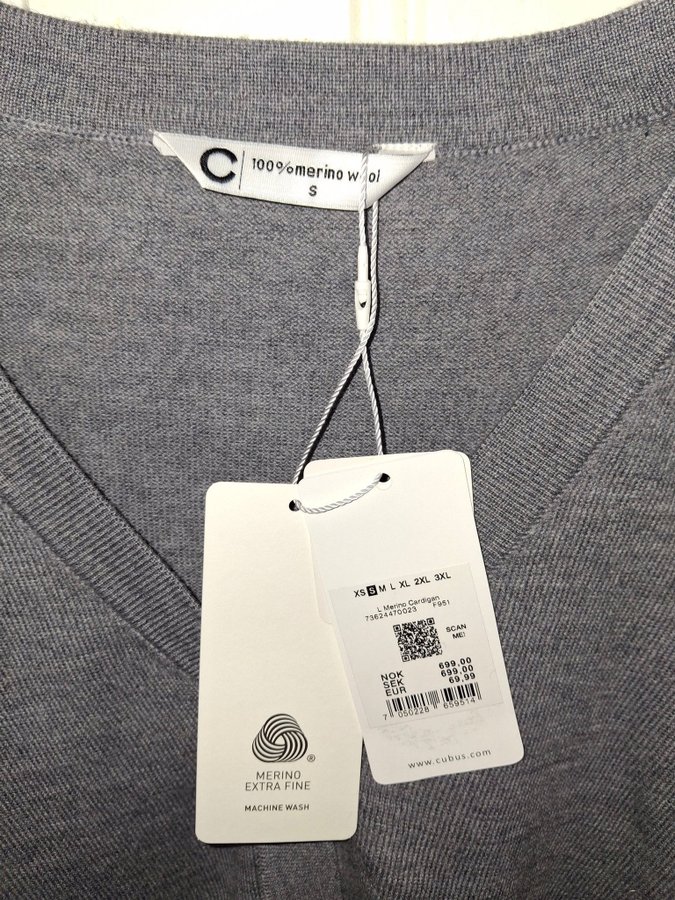 C 100%merino wool
S
XS S M L XL 2XL 3XL
L Merino Cardigan
73624470023 F951
SCAN
ME!
NOK 699.00
SEK 699.00
EUR 69.99
7 050228 659514
www.cubus.com
®
MERINO
EXTRA FINE
MACHINE WASH